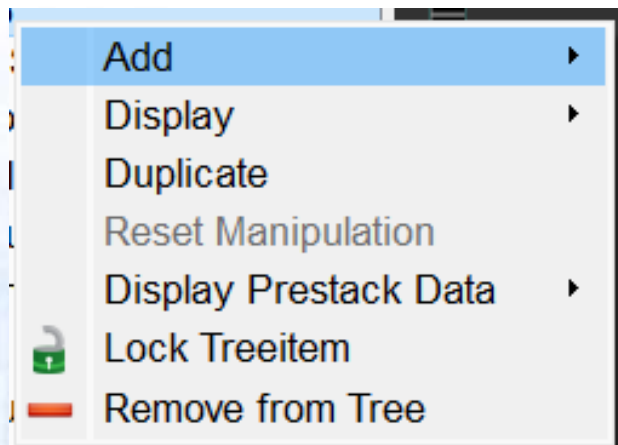 Add
Display
Duplicate
Reset Manipulation
Display Prestack Data
Lock Treeitem
Remove from Tree